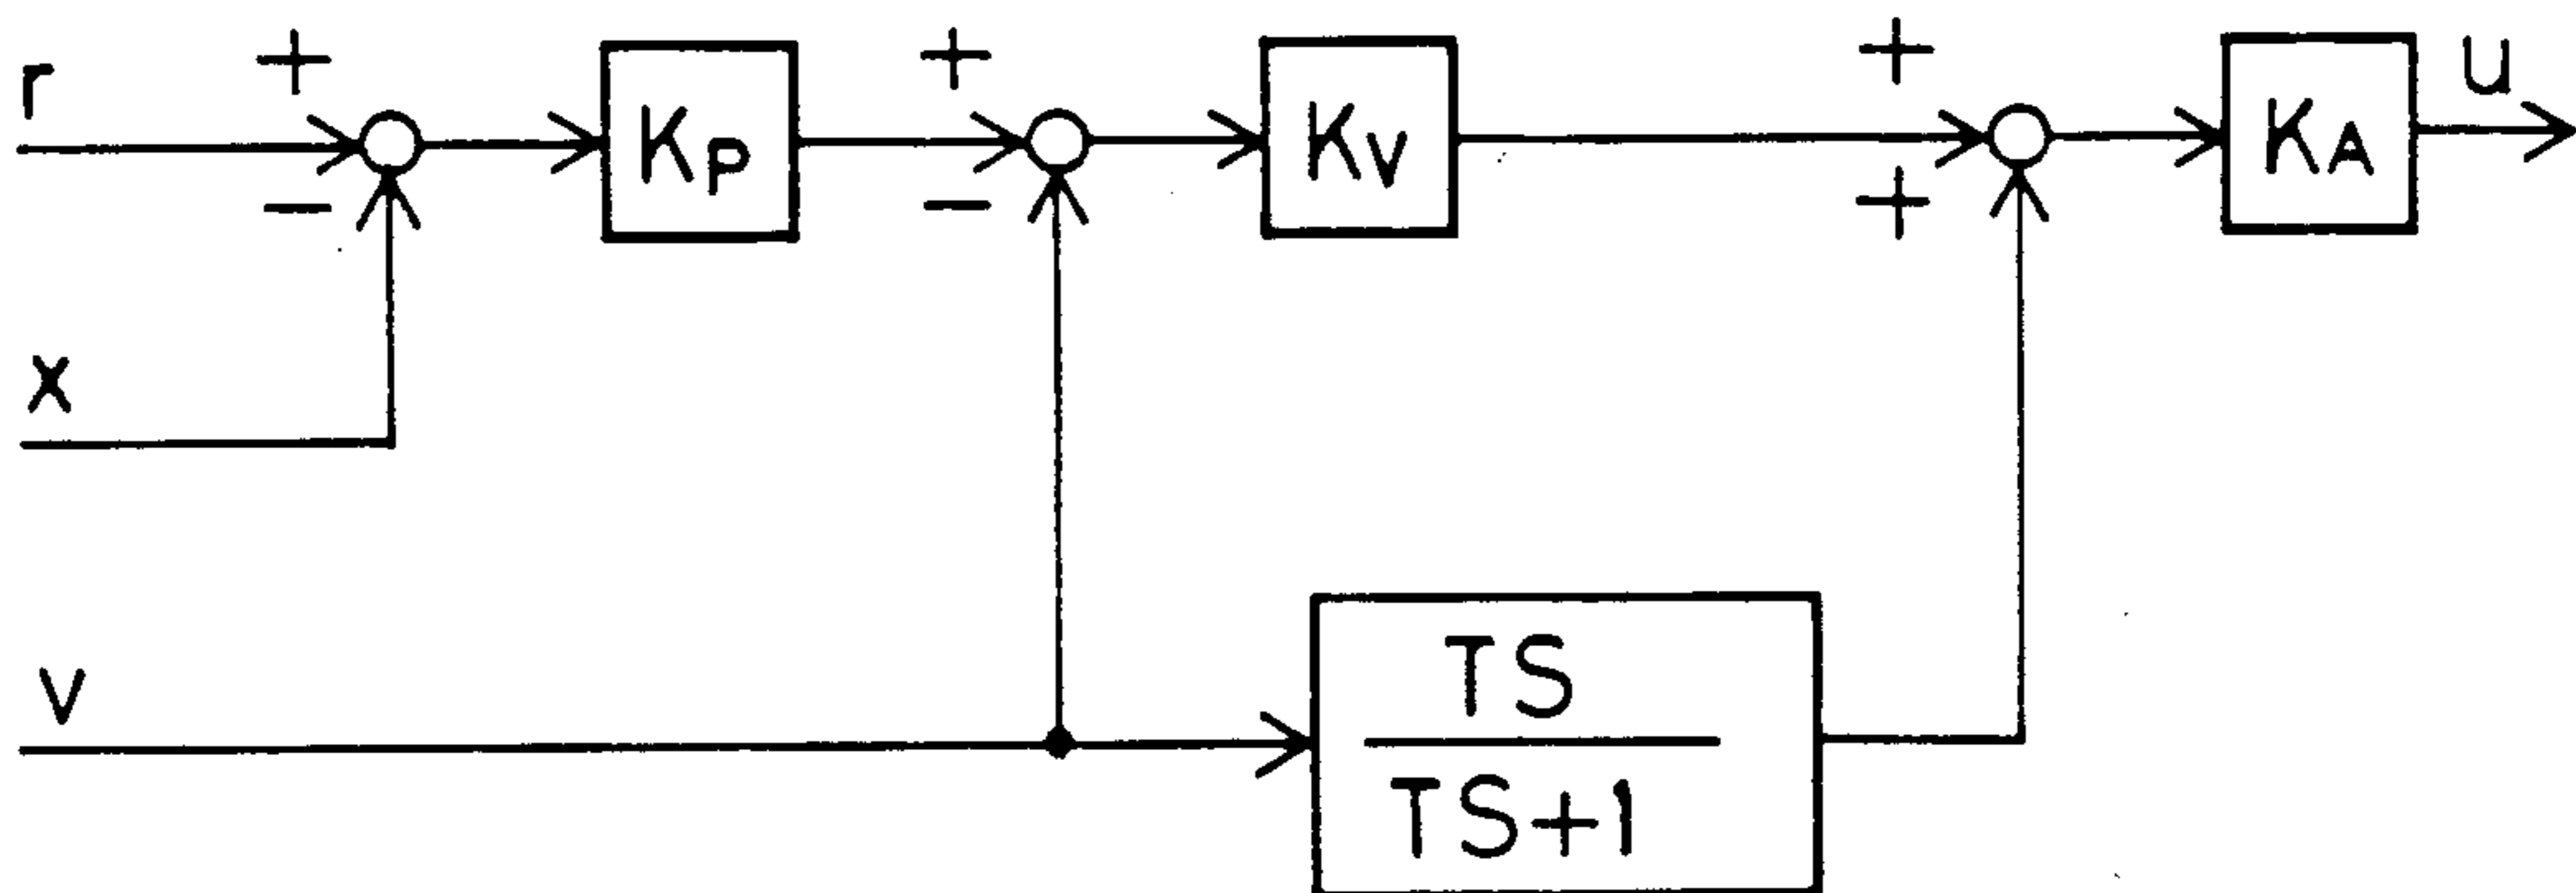 r + + + u
KP KV KA
- - +
x
v
TS
TS+1